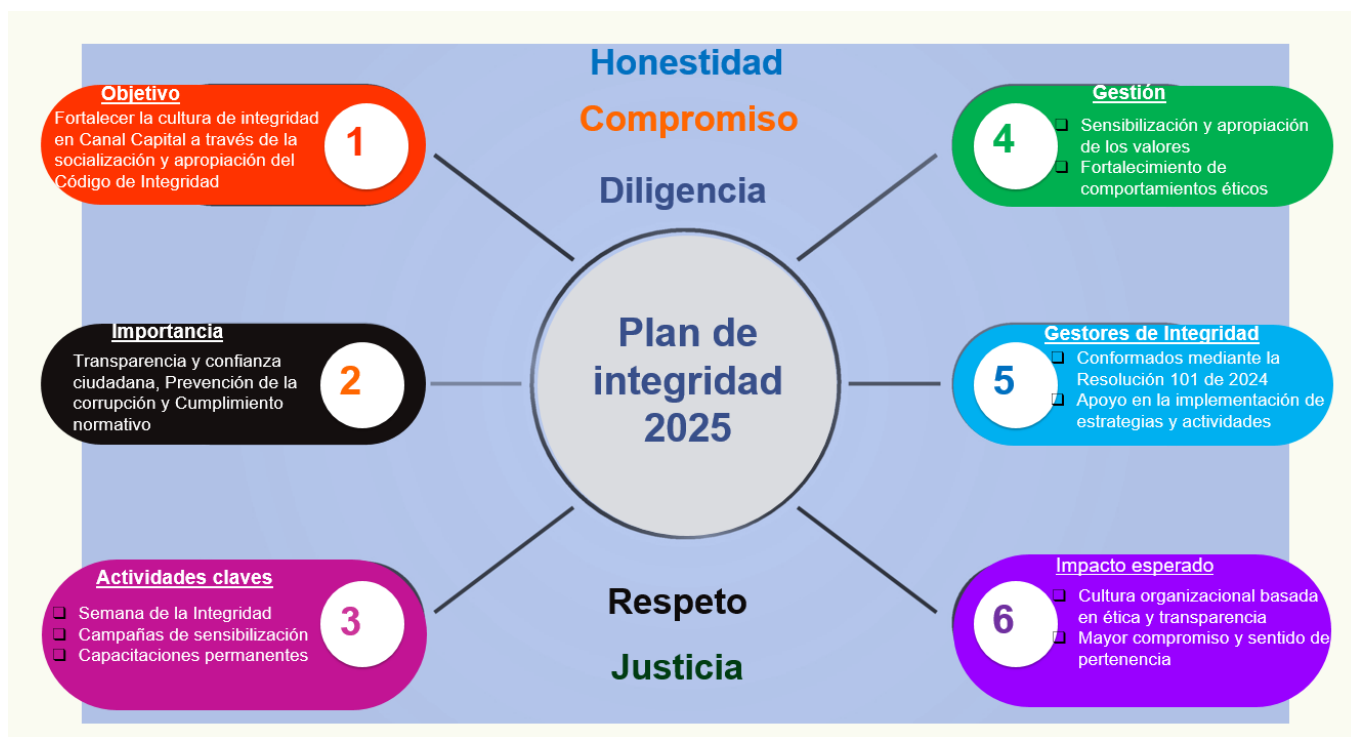 Honestidad
Compromiso
Diligencia
Objetivo
Fortalecer la cultura de integridad
en Canal Capital a través de la
socialización y apropiación del
Código de Integridad
1
Importancia
Transparencia y confianza
ciudadana, Prevención de la
corrupción y Cumplimiento
normativo
2
Actividades claves
Semana de la Integridad
Campañas de sensibilización
Capacitaciones permanentes
3
Plan de
integridad
2025
Gestión
4
Sensibilización y apropiación
de los valores
Fortalecimiento de
comportamientos éticos
Gestores de Integridad
5
Conformados mediante la
Resolución 101 de 2024
Apoyo en la implementación de
estrategias y actividades
Impacto esperado
6
Cultura organizacional basada
en ética y transparencia
Mayor compromiso y sentido de
pertenencia
Respeto
Justicia